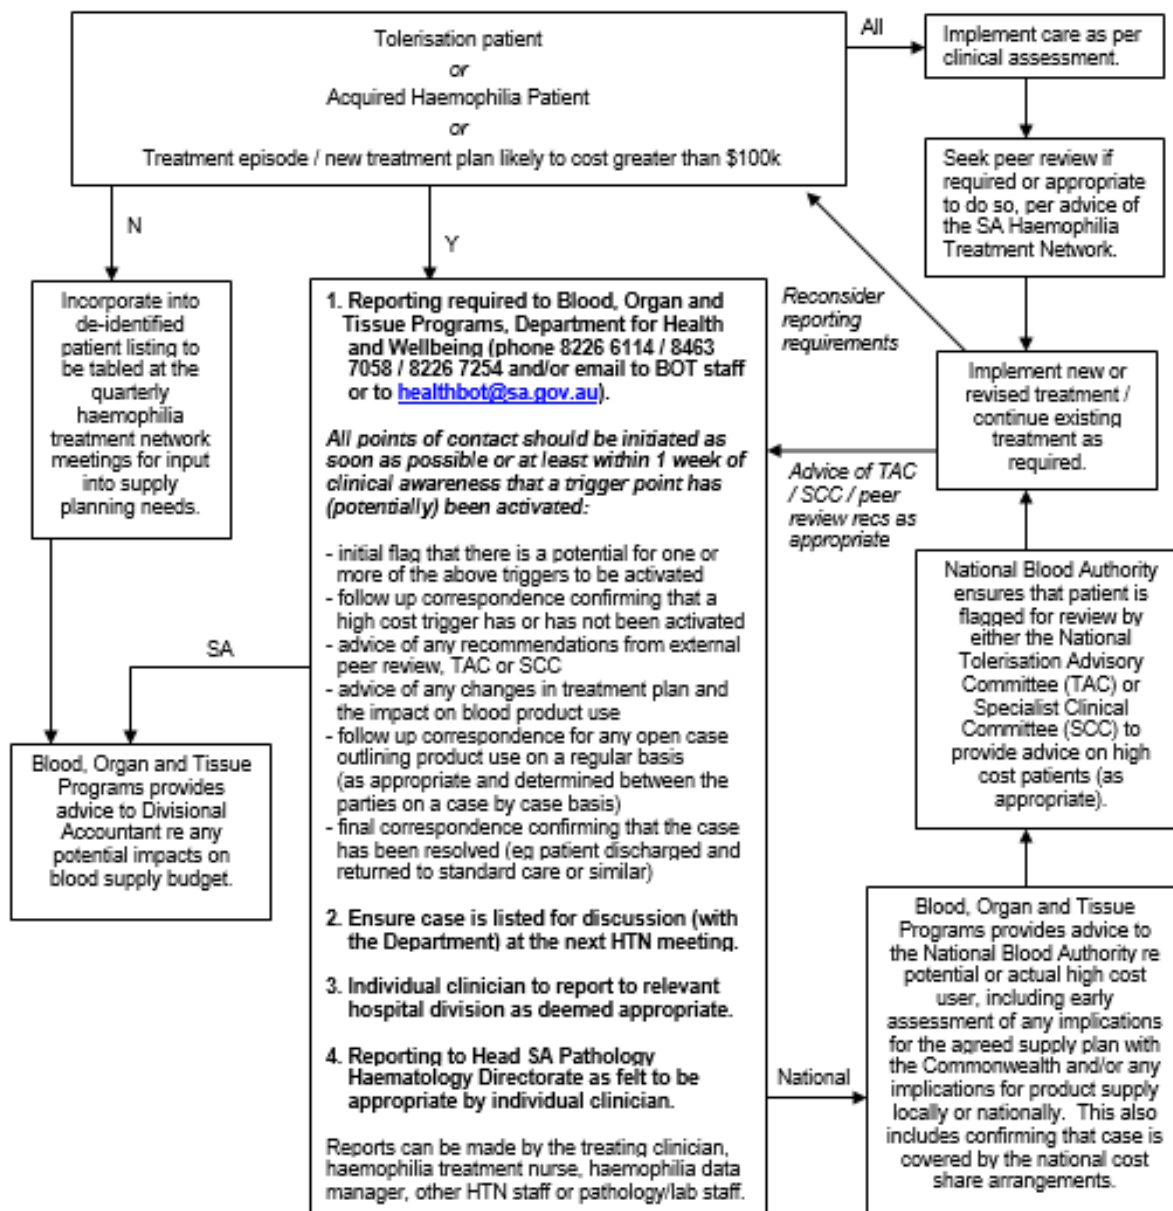 Tolerisation patient
or
Acquired Haemophilia Patient
or
Treatment episode / new treatment plan likely to cost greater than $100k
All
Implement care as per
clinical assessment.
Seek peer review if
required or appropriate
to do so, per advice of
the SA Haemophilia
Treatment Network.
N
Y
Incorporate into
de-identified
patient listing to
be tabled at the
quarterly
haemophilia
treatment network
meetings for input
into supply
planning needs.
1. Reporting required to Blood, Organ and
Tissue Programs, Department for Health
and Wellbeing (phone 8226 6114 / 8463
7058 / 8226 7254 and/or email to BOT staff
or to healthbot@sa.gov.au).
All points of contact should be initiated as
soon as possible or at least within 1 week of
clinical awareness that a trigger point has
(potentially) been activated:
- initial flag that there is a potential for one or
more of the above triggers to be activated
- follow up correspondence confirming that a
high cost trigger has or has not been activated
- advice of any recommendations from external
peer review, TAC or SCC
- advice of any changes in treatment plan and
the impact on blood product use
- follow up correspondence for any open case
outlining product use on a regular basis
(as appropriate and determined between the
parties on a case by case basis)
- final correspondence confirming that the case
has been resolved (eg patient discharged and
returned to standard care or similar)
2. Ensure case is listed for discussion (with
the Department) at the next HTN meeting.
3. Individual clinician to report to relevant
hospital division as deemed appropriate.
4. Reporting to Head SA Pathology
Haematology Directorate as felt to be
appropriate by individual clinician.
Reports can be made by the treating clinician,
haemophilia treatment nurse, haemophilia data
manager, other HTN staff or pathology/lab staff.
Reconsider
reporting
requirements
Implement new or
revised treatment /
continue existing
treatment as
required.
Advice of TAC
/ SCC / peer
review recs as
appropriate
National Blood Authority
ensures that patient is
flagged for review by
either the National
Tolerisation Advisory
Committee (TAC) or
Specialist Clinical
Committee (SCC) to
provide advice on high
cost patients (as
appropriate).
SA
Blood, Organ and Tissue
Programs provides
advice to Divisional
Accountant re any
potential impacts on
blood supply budget.
National
Blood, Organ and Tissue
Programs provides advice to
the National Blood Authority re
potential or actual high cost
user, including early
assessment of any implications
for the agreed supply plan with
the Commonwealth and/or any
implications for product supply
locally or nationally. This also
includes confirming that case is
covered by the national cost
share arrangements.